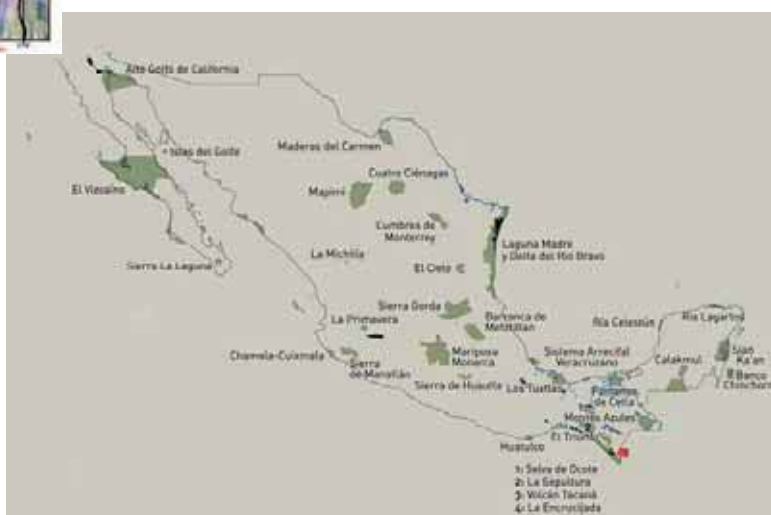 Alto Golfo de California
Islas del Golfo
Maderas del Carmen
Cuatro Ciénagas
Mapimí
El Vizcaíno
Cumbres de
Monterrey
Laguna Madre
y Delta del Río Bravo
La Michilía
El Cielo
Sierra La Laguna
Sierra Gorda
Barranca de
Metztitlán
La Primavera
Ría Celestún
Ría Lagartos
Chamela-Cuixmala
Sierra
de Manatlán
Mariposa
Monarca
Sistema Arrecifal
Veracruzano
Calakmul
Sian
Ka'an
Banco
Chinchorro
Sierra de Huautla
Los Tuxtlas
Pantanos
de Centla
Montes Azules
El Triunfo
Huatulco
1: Selva de Ocote
2: La Sepultura
3: Volcán Tacaná
4: La Encrucijada